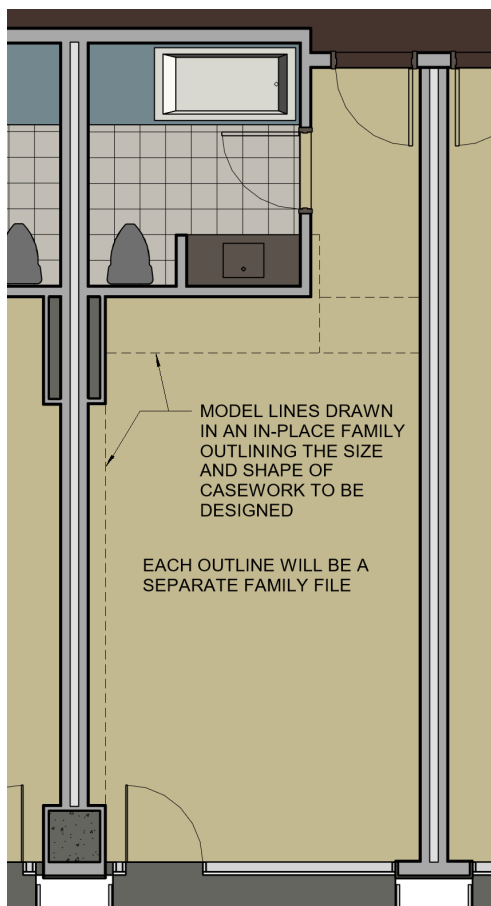 MODEL LINES DRAWN
IN AN IN-PLACE FAMILY
OUTLINING THE SIZE
AND SHAPE OF
CASEWORK TO BE
DESIGNED
EACH OUTLINE WILL BE A
SEPARATE FAMILY FILE